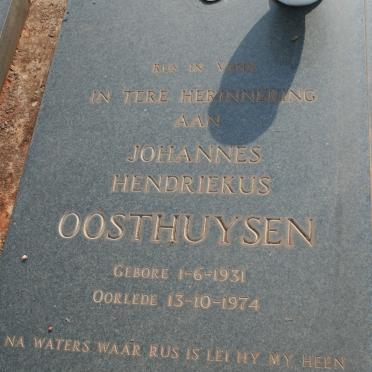 RUS IN VREDE
IN TERE HERINNERING
AAN
JOHANNES
HENDRIEKUS
OOSTHUYSEN
GEBORE 1-6-1931
OORLEDE 13-10-1974
NA WATERS WAAR RUS IS LEI HY MY HEEN